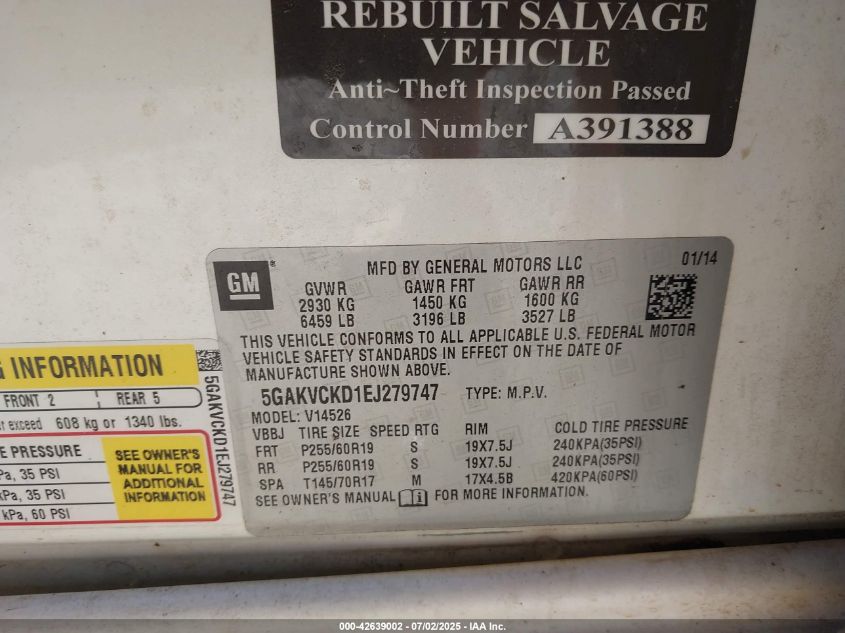 REBUILT SALVAGE
VEHICLE
Anti~Theft Inspection Passed
Control Number A391388
GM
MFD BY GENERAL MOTORS LLC 01/14
GVWR GAWR FRT GAWR RR
2930 KG 1450 KG 1600 KG
6459 LB 3196 LB 3527 LB
THIS VEHICLE CONFORMS TO ALL APPLICABLE U.S. FEDERAL MOTOR
VEHICLE SAFETY STANDARDS IN EFFECT ON THE DATE OF
MANUFACTURE SHOWN ABOVE.
5GAKVCKD1EJ279747 TYPE: M.P.V.
MODEL: V14526
VBBJ TIRE SIZE SPEED RTG RIM COLD TIRE PRESSURE
FRT P255/60R19 S 19X7.5J 240KPA(35PSI)
RR P255/60R19 S 19X7.5J 240KPA(35PSI)
SPA T145/70R17 M 17X4.5B 420KPA(60PSI)
SEE OWNER'S MANUAL FOR MORE INFORMATION.
G INFORMATION
FRONT 2 REAR 5
exceed 608 kg or 1340 lbs.
E PRESSURE
Pa, 35 PSI
kPa, 35 PSI
kPa, 60 PSI
SEE OWNER'S
MANUAL FOR
ADDITIONAL
INFORMATION
5GAKVCKD1EJ279747
000-42639002 - 07/02/2025 - IAA Inc.